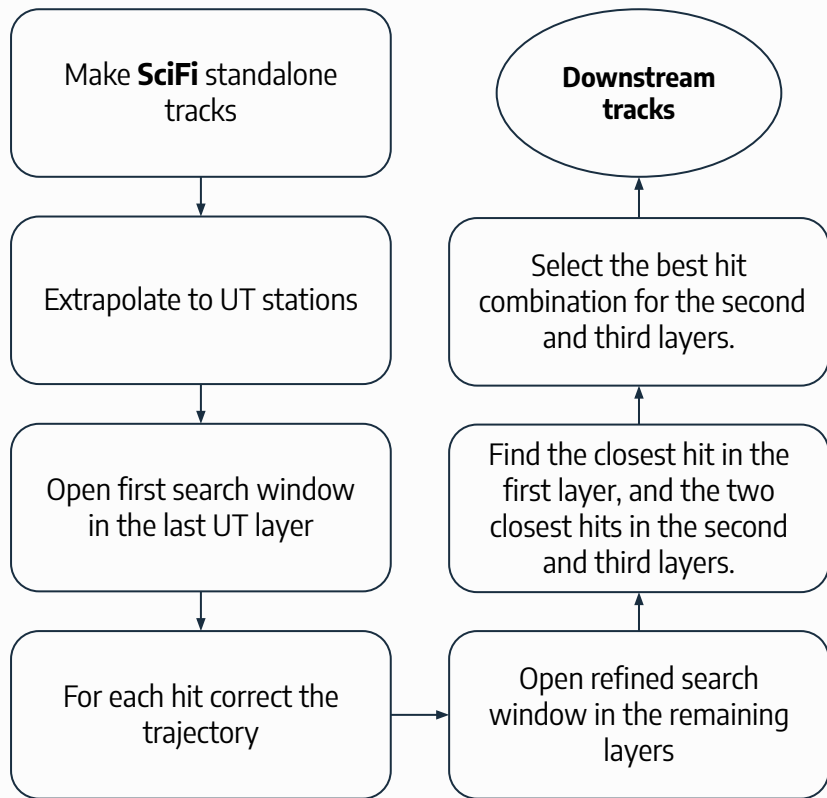 Make SciFi standalone
tracks
Extrapolate to UT stations
Open first search window
in the last UT layer
For each hit correct the
trajectory
Open refined search
window in the remaining
layers
Find the closest hit in the
first layer, and the two
closest hits in the second
and third layers.
Select the best hit
combination for the second
and third layers.
Downstream
tracks